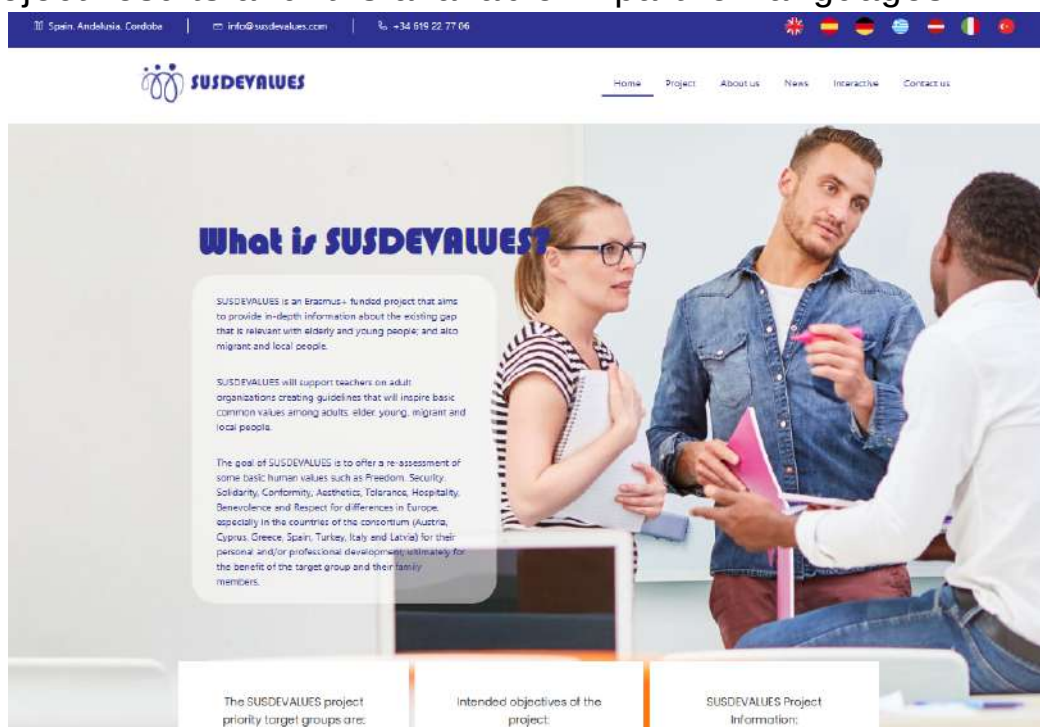 Spain, Andalusia, Cordoba
info@susdevalues.com
+34 619 22 77 06
SUSDEVALUES
Home Project About us News Interactive Contact us
What is SUSDEVALUES?
SUSDEVALUES is an Erasmus+ funded project that aims
to provide in-depth information about the existing gap
that is relevant with elderly and young people; and also
migrant and local people.
SUSDEVALUES will support teachers on adult
organizations creating guidelines that will inspire basic
common values among adults, elder, young, migrant and
local people.
The goal of SUSDEVALUES is to offer a re-assessment of
some basic human values such as Freedom, Security,
Solidarity, Conformity, Aesthetics, Tolerance, Hospitality,
Benevolence and Respect for differences in Europe,
especially in the countries of the consortium (Austria,
Cyprus, Greece, Spain, Turkey, Italy and Latvia) for their
personal and/or professional development; ultimately for
the benefit of the target group and their family
members.
The SUSDEVALUES project
priority target groups are:
Intended objectives of the
project:
SUSDEVALUES Project
Information: